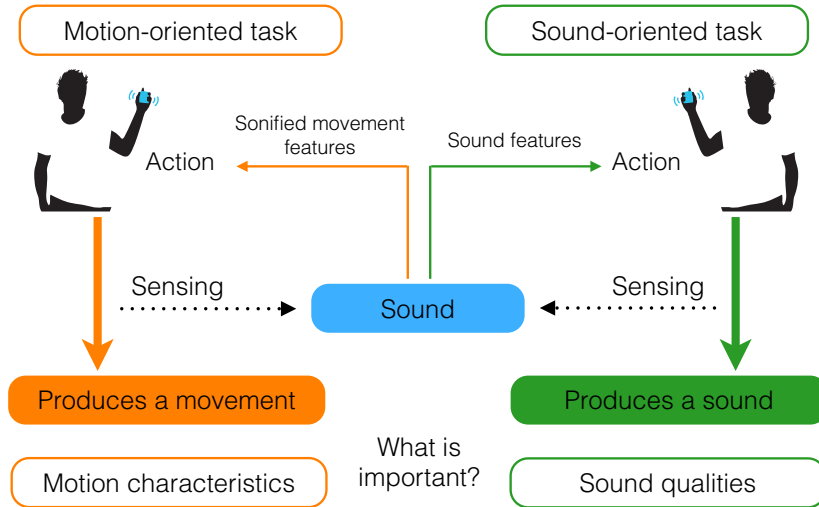 Motion-oriented task
Sound-oriented task
Sonified movement
features
Sound features
Action
Action
Sensing
Sensing
Sound
Produces a movement
Produces a sound
What is
important?
Motion characteristics
Sound qualities